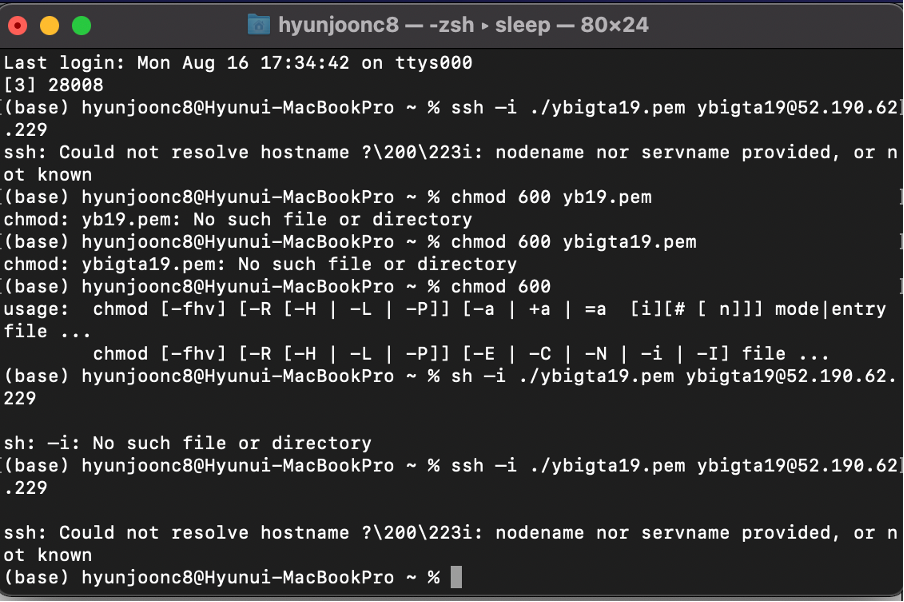 hyunjoonc8 — -zsh ▸ sleep — 80×24
Last login: Mon Aug 16 17:34:42 on ttys000
[3] 28008
(base) hyunjoonc8@Hyunui-MacBookPro ~ % ssh –i ./ybigta19.pem ybigta19@52.190.62
.229
ssh: Could not resolve hostname ?\200\223i: nodename nor servname provided, or n
ot known
(base) hyunjoonc8@Hyunui-MacBookPro ~ % chmod 600 yb19.pem
chmod: yb19.pem: No such file or directory
(base) hyunjoonc8@Hyunui-MacBookPro ~ % chmod 600 ybigta19.pem
chmod: ybigta19.pem: No such file or directory
(base) hyunjoonc8@Hyunui-MacBookPro ~ % chmod 600
usage:  chmod [-fhv] [-R [-H | -L | -P]] [-a | +a | =a  [i][# [ n]]] mode|entry
file ...
        chmod [-fhv] [-R [-H | -L | -P]] [-E | -C | -N | -i | -I] file ...
(base) hyunjoonc8@Hyunui-MacBookPro ~ % sh –i ./ybigta19.pem ybigta19@52.190.62.
229
sh: –i: No such file or directory
(base) hyunjoonc8@Hyunui-MacBookPro ~ % ssh –i ./ybigta19.pem ybigta19@52.190.62
.229
ssh: Could not resolve hostname ?\200\223i: nodename nor servname provided, or n
ot known
(base) hyunjoonc8@Hyunui-MacBookPro ~ %